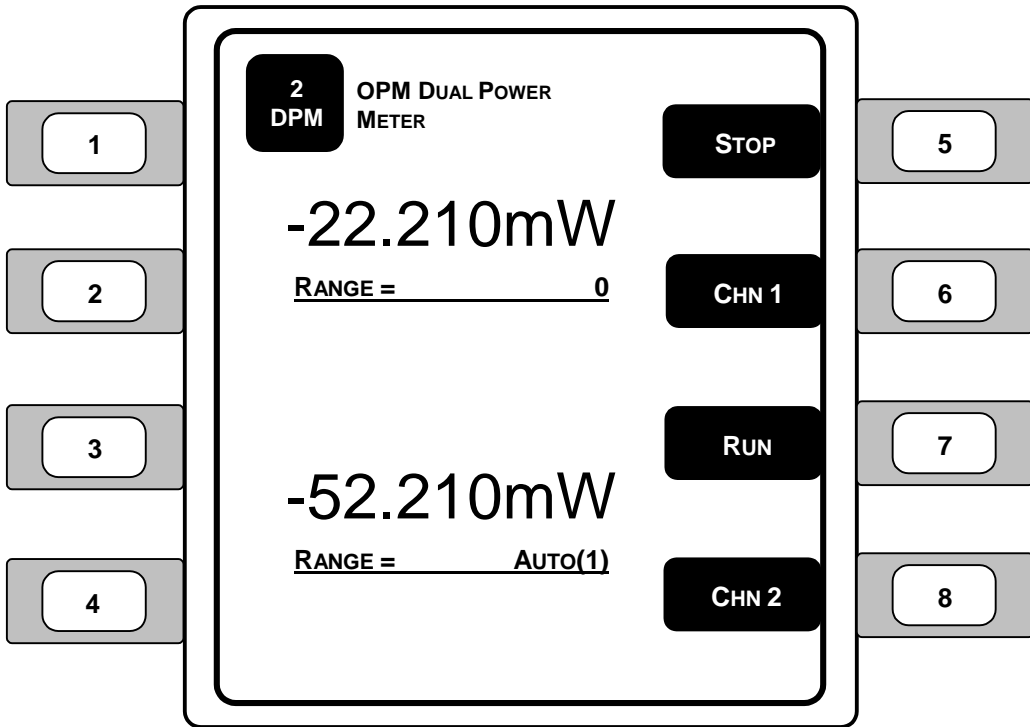 2
DPM
OPM DUAL POWER
METER
1
STOP
5
-22.210mW
2
RANGE = 0
CHN 1
6
3
RUN
7
-52.210mW
RANGE = AUTO(1)
4
CHN 2
8